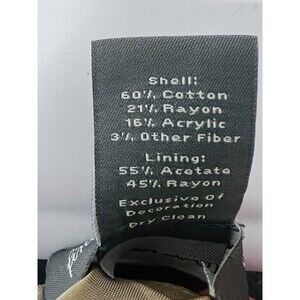 Shell:
60% Cotton
21% Rayon
16% Acrylic
3% Other Fiber
Lining:
55% Acetate
45% Rayon
Exclusive Of
Decoration
Dry Clean